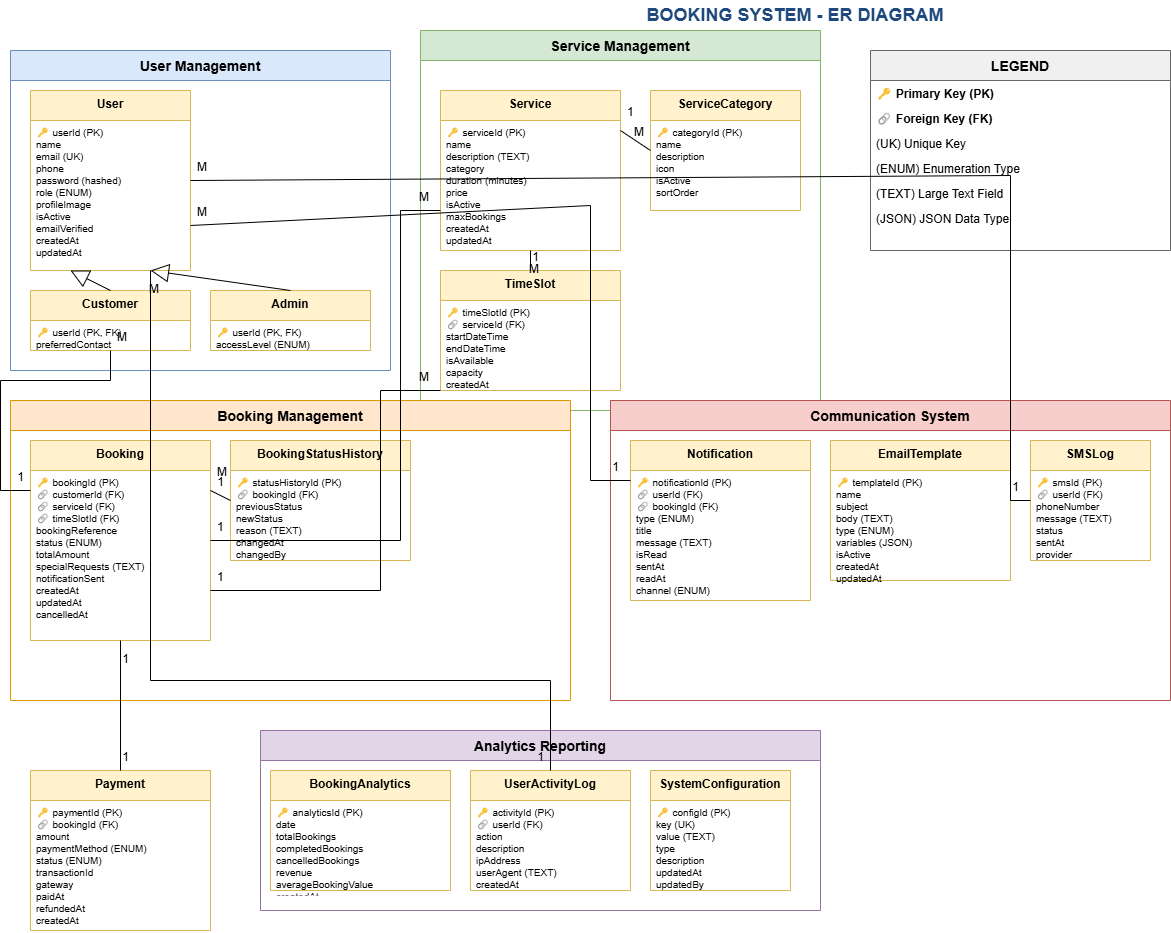 BOOKING SYSTEM - ER DIAGRAM
User Management
User
userId (PK)
name
email (UK)
phone
password (hashed)
role (ENUM)
profileImage
isActive
emailVerified
createdAt
updatedAt
M
M
M
Customer
userId (PK, FK)
preferredContact
M
Admin
userId (PK, FK)
accessLevel (ENUM)
Service Management
Service
serviceId (PK)
name
description (TEXT)
category
duration (minutes)
price
isActive
maxBookings
createdAt
updatedAt
1
M
ServiceCategory
categoryId (PK)
name
description
icon
isActive
sortOrder
M
1
M
TimeSlot
timeSlotId (PK)
serviceId (FK)
startDateTime
endDateTime
isAvailable
capacity
createdAt
M
LEGEND
Primary Key (PK)
Foreign Key (FK)
(UK) Unique Key
(ENUM) Enumeration Type
(TEXT) Large Text Field
(JSON) JSON Data Type
Booking Management
1
Booking
bookingId (PK)
customerId (FK)
serviceId (FK)
timeSlotId (FK)
bookingReference
status (ENUM)
totalAmount
specialRequests (TEXT)
notificationSent
createdAt
updatedAt
cancelledAt
M
1
1
1
BookingStatusHistory
statusHistoryId (PK)
bookingId (FK)
previousStatus
newStatus
reason (TEXT)
changedAt
changedBy
Communication System
1
Notification
notificationId (PK)
userId (FK)
bookingId (FK)
type (ENUM)
title
message (TEXT)
isRead
sentAt
readAt
channel (ENUM)
EmailTemplate
templateId (PK)
name
subject
body (TEXT)
type (ENUM)
variables (JSON)
isActive
createdAt
updatedAt
1
SMSLog
smsId (PK)
userId (FK)
phoneNumber
message (TEXT)
status
sentAt
provider
1
1
Payment
paymentId (PK)
bookingId (FK)
amount
paymentMethod (ENUM)
status (ENUM)
transactionId
gateway
paidAt
refundedAt
createdAt
Analytics Reporting
1
BookingAnalytics
analyticsId (PK)
date
totalBookings
completedBookings
cancelledBookings
revenue
averageBookingValue
createdAt
UserActivityLog
activityId (PK)
userId (FK)
action
description
ipAddress
userAgent (TEXT)
createdAt
SystemConfiguration
configId (PK)
key (UK)
value (TEXT)
type
description
updatedAt
updatedBy